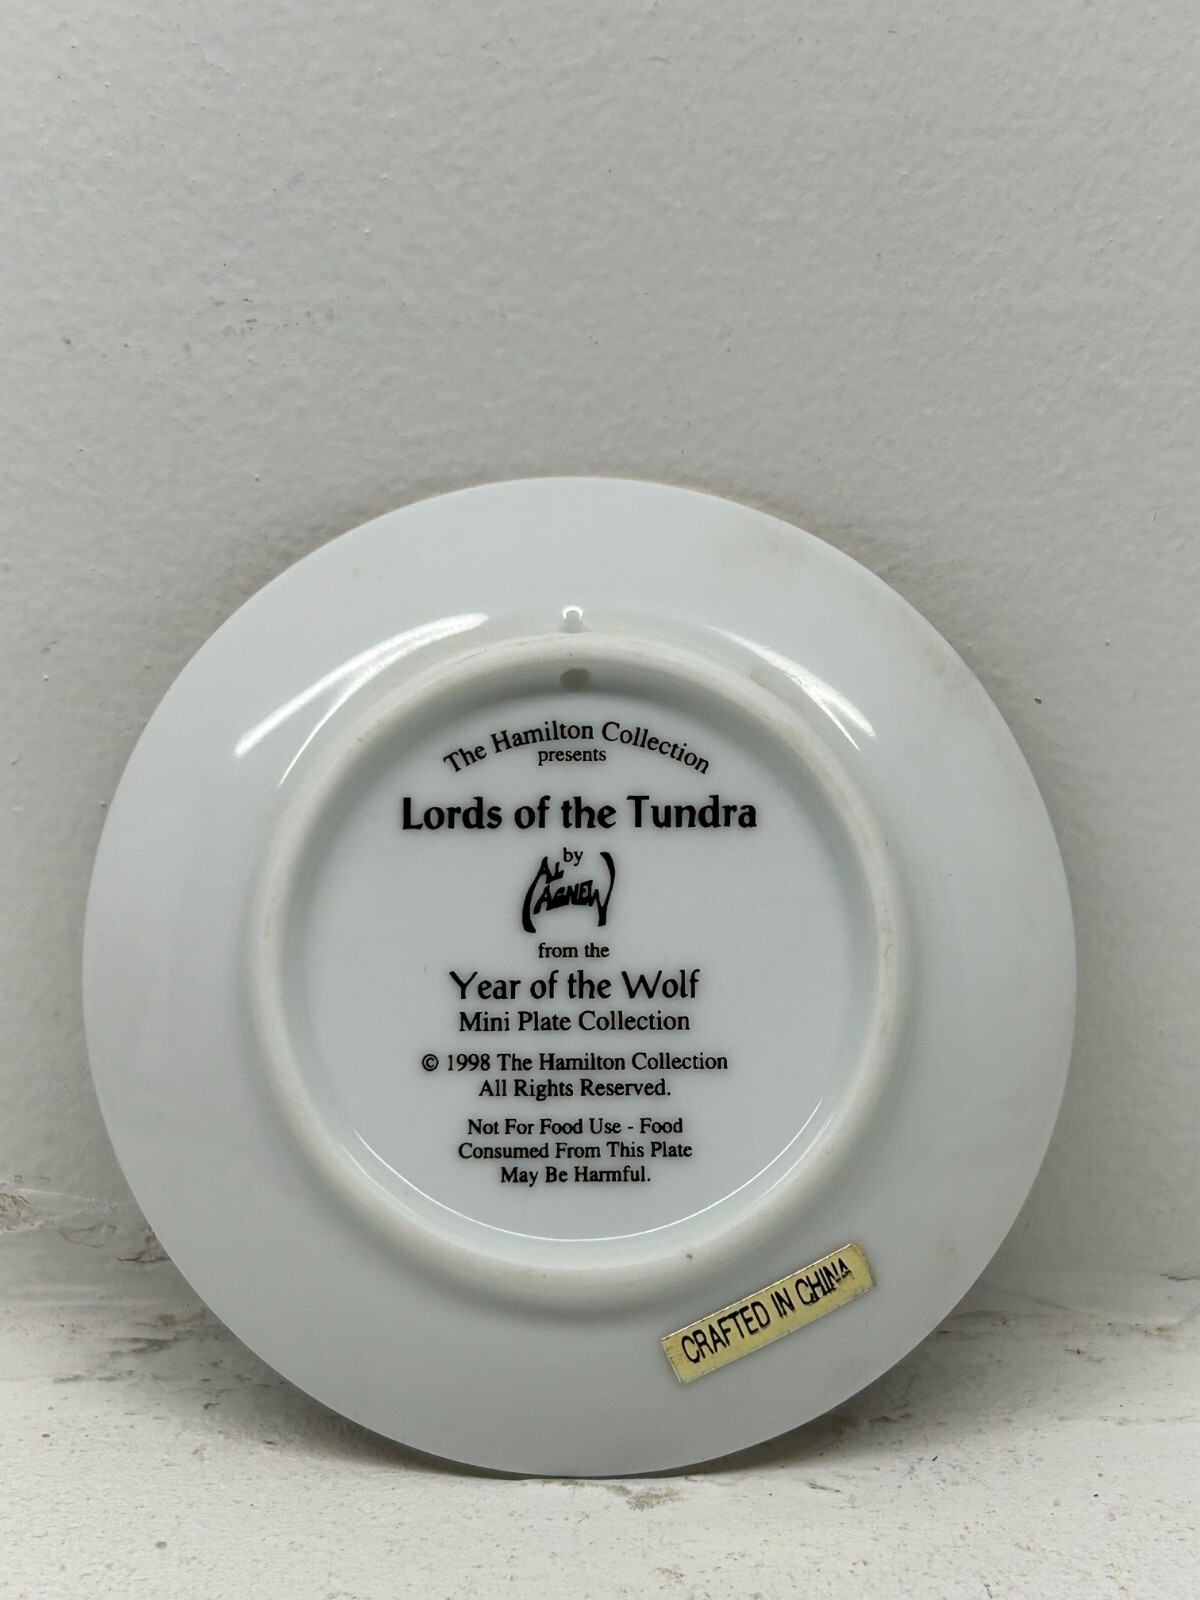 The Hamilton Collection
presents
Lords of the Tundra
by
AL
AGNEW
from the
Year of the Wolf
Mini Plate Collection
© 1998 The Hamilton Collection
All Rights Reserved.
Not For Food Use - Food
Consumed From This Plate
May Be Harmful.
CRAFTED IN CHINA